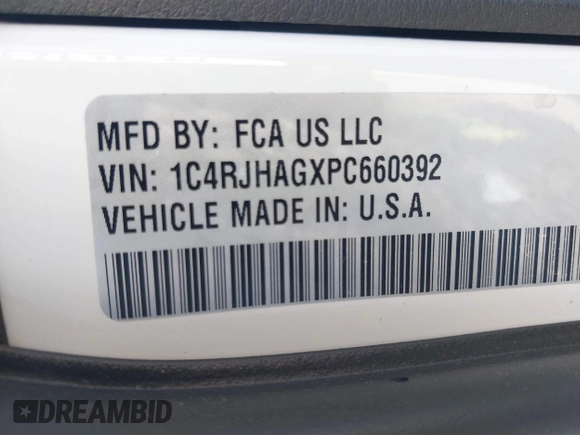 MFD BY: FCA US LLC
VIN: 1C4RJHAGXPC660392
VEHICLE MADE IN: U.S.A.
DREAMBID